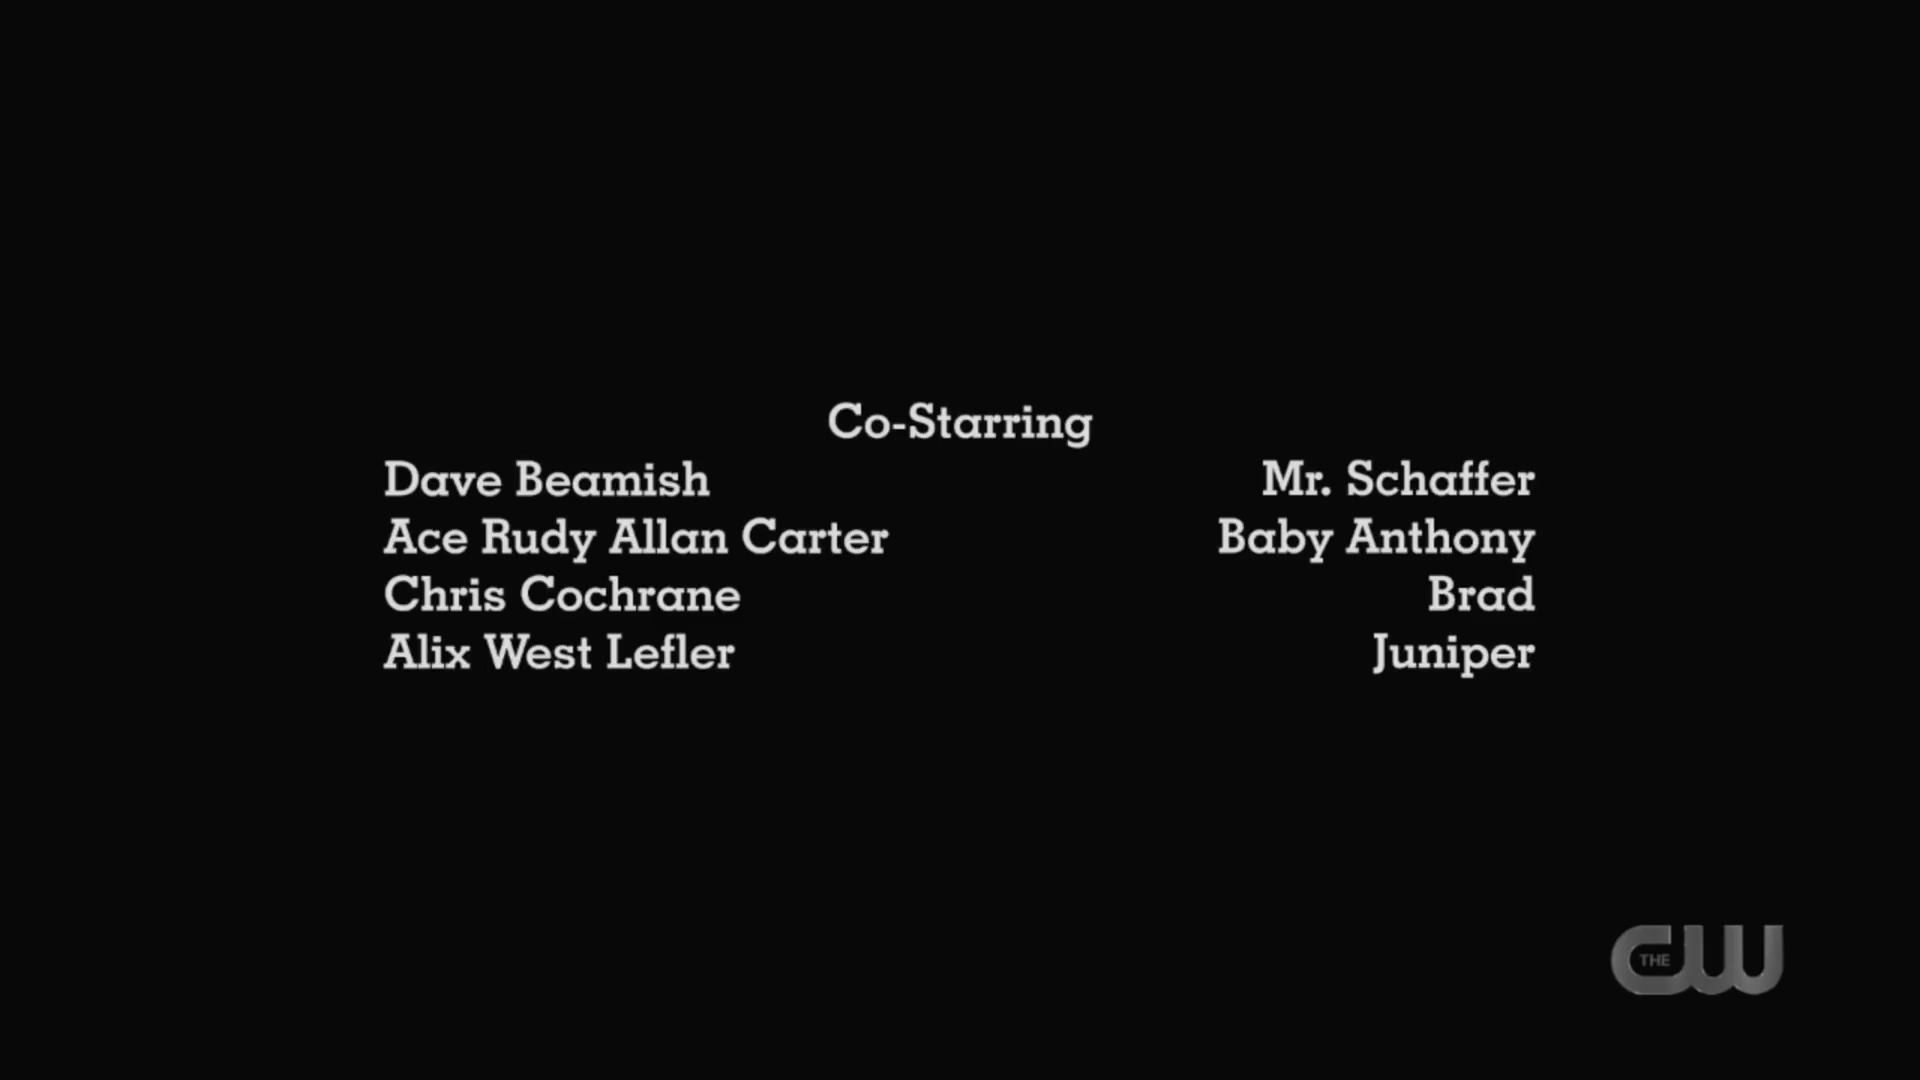 Co-Starring
Dave Beamish Mr. Schaffer
Ace Rudy Allan Carter Baby Anthony
Chris Cochrane Brad
Alix West Lefler Juniper
THE CW